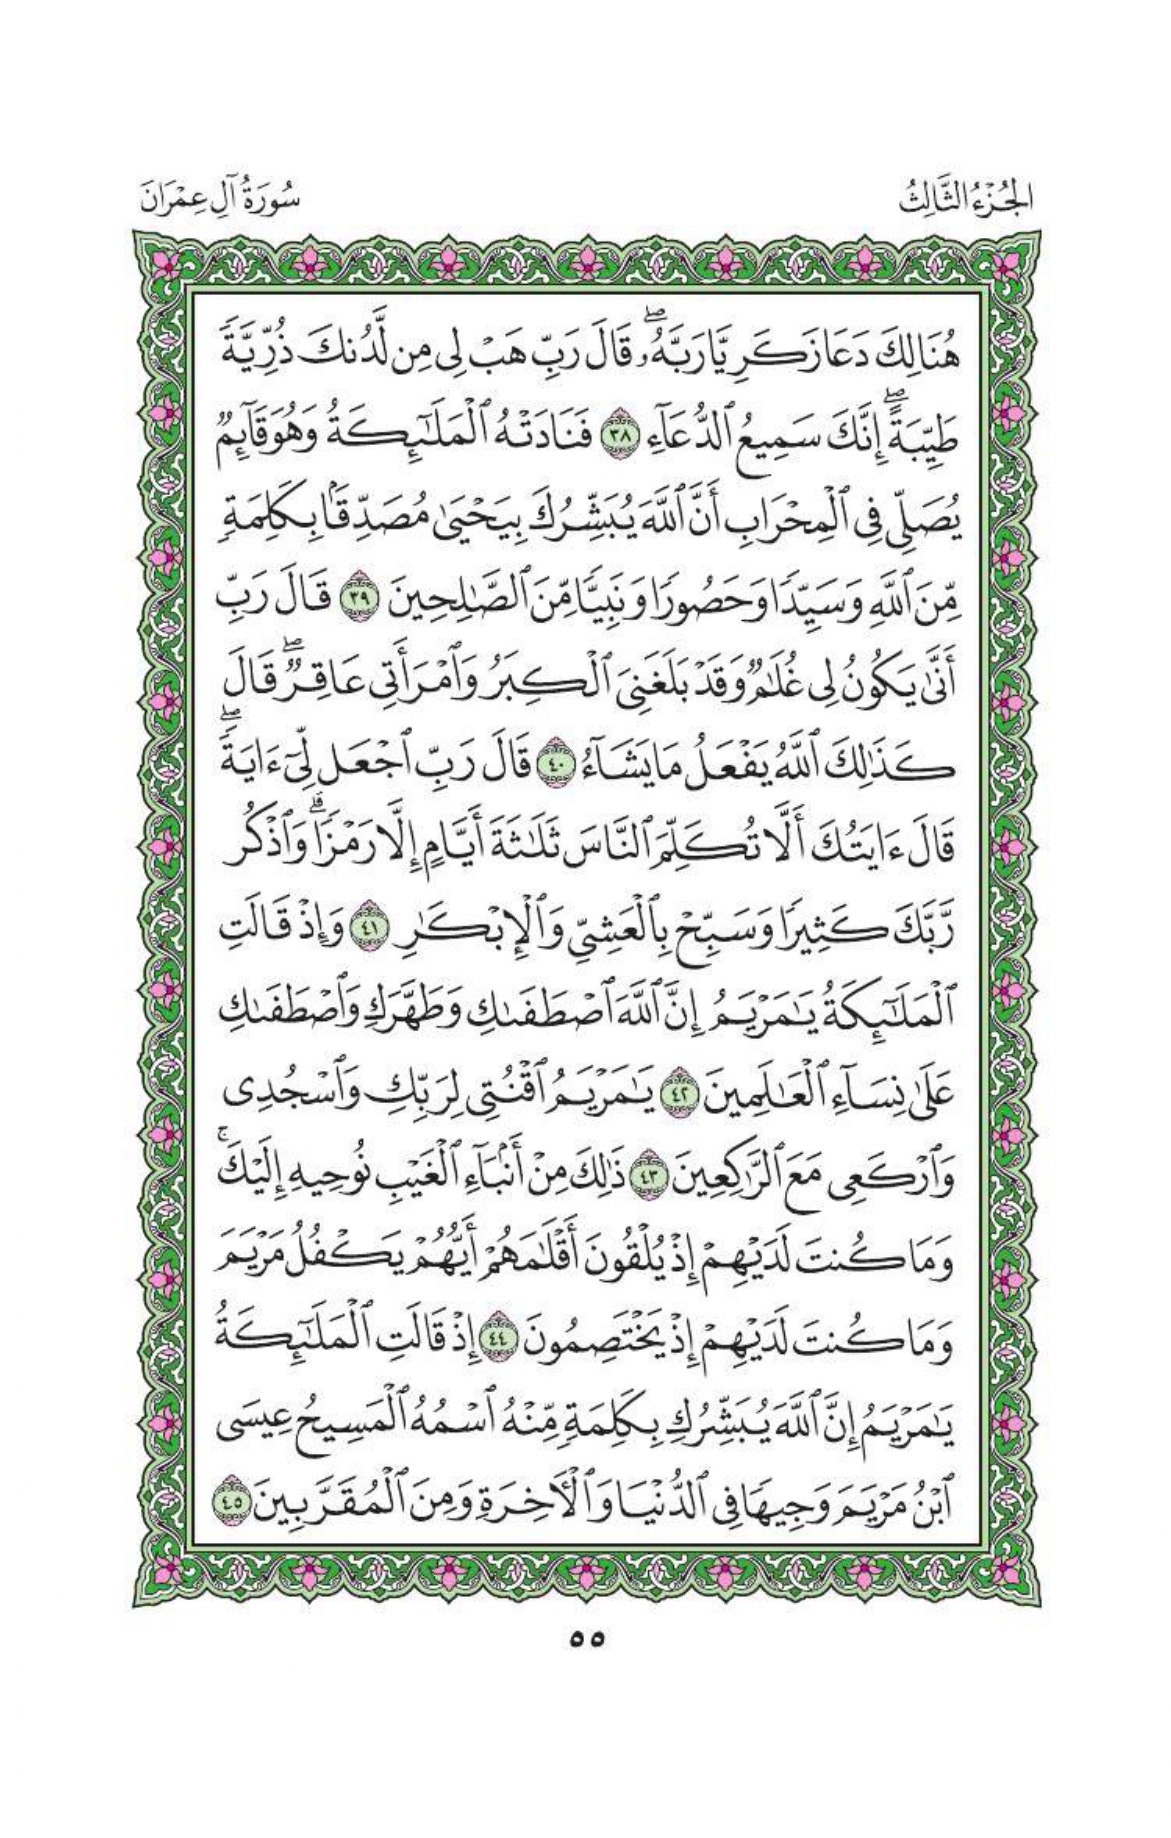 الجُزْءُ الثَّالِثُ
سُورَةُ آلِ عِمْرَانَ
هُنَالِكَ دَعَا زَكَرِيَّا رَبَّهُۥۖ قَالَ رَبِّ هَبْ لِى مِن لَّدُنكَ ذُرِّيَّةً
طَيِّبَةًۖ إِنَّكَ سَمِيعُ ٱلدُّعَآءِ ٣٨ فَنَادَتْهُ ٱلْمَلَـٰٓئِكَةُ وَهُوَ قَآئِمٌ
يُصَلِّى فِى ٱلْمِحْرَابِ أَنَّ ٱللَّهَ يُبَشِّرُكَ بِيَحْيَىٰ مُصَدِّقًۢا بِكَلِمَةٍ
مِّنَ ٱللَّهِ وَسَيِّدًا وَحَصُورًا وَنَبِيًّا مِّنَ ٱلصَّـٰلِحِينَ ٣٩ قَالَ رَبِّ
أَنَّىٰ يَكُونُ لِى غُلَـٰمٌ وَقَدْ بَلَغَنِىَ ٱلْكِبَرُ وَٱمْرَأَتِى عَاقِرٌۖ قَالَ
كَذَٰلِكَ ٱللَّهُ يَفْعَلُ مَا يَشَآءُ ٤٠ قَالَ رَبِّ ٱجْعَل لِّىٓ ءَايَةًۖ
قَالَ ءَايَتُكَ أَلَّا تُكَلِّمَ ٱلنَّاسَ ثَلَـٰثَةَ أَيَّامٍ إِلَّا رَمْزًاۗ وَٱذْكُر
رَّبَّكَ كَثِيرًا وَسَبِّحْ بِٱلْعَشِىِّ وَٱلْإِبْكَـٰرِ ٤١ وَإِذْ قَالَتِ
ٱلْمَلَـٰٓئِكَةُ يَـٰمَرْيَمُ إِنَّ ٱللَّهَ ٱصْطَفَىٰكِ وَطَهَّرَكِ وَٱصْطَفَىٰكِ
عَلَىٰ نِسَآءِ ٱلْعَـٰلَمِينَ ٤٢ يَـٰمَرْيَمُ ٱقْنُتِى لِرَبِّكِ وَٱسْجُدِى
وَٱرْكَعِى مَعَ ٱلرَّٰكِعِينَ ٤٣ ذَٰلِكَ مِنْ أَنۢبَآءِ ٱلْغَيْبِ نُوحِيهِ إِلَيْكَۚ
وَمَا كُنتَ لَدَيْهِمْ إِذْ يُلْقُونَ أَقْلَـٰمَهُمْ أَيُّهُمْ يَكْفُلُ مَرْيَمَ
وَمَا كُنتَ لَدَيْهِمْ إِذْ يَخْتَصِمُونَ ٤٤ إِذْ قَالَتِ ٱلْمَلَـٰٓئِكَةُ
يَـٰمَرْيَمُ إِنَّ ٱللَّهَ يُبَشِّرُكِ بِكَلِمَةٍ مِّنْهُ ٱسْمُهُ ٱلْمَسِيحُ عِيسَى
ٱبْنُ مَرْيَمَ وَجِيهًا فِى ٱلدُّنْيَا وَٱلْـَٔاخِرَةِ وَمِنَ ٱلْمُقَرَّبِينَ ٤٥
٥٥